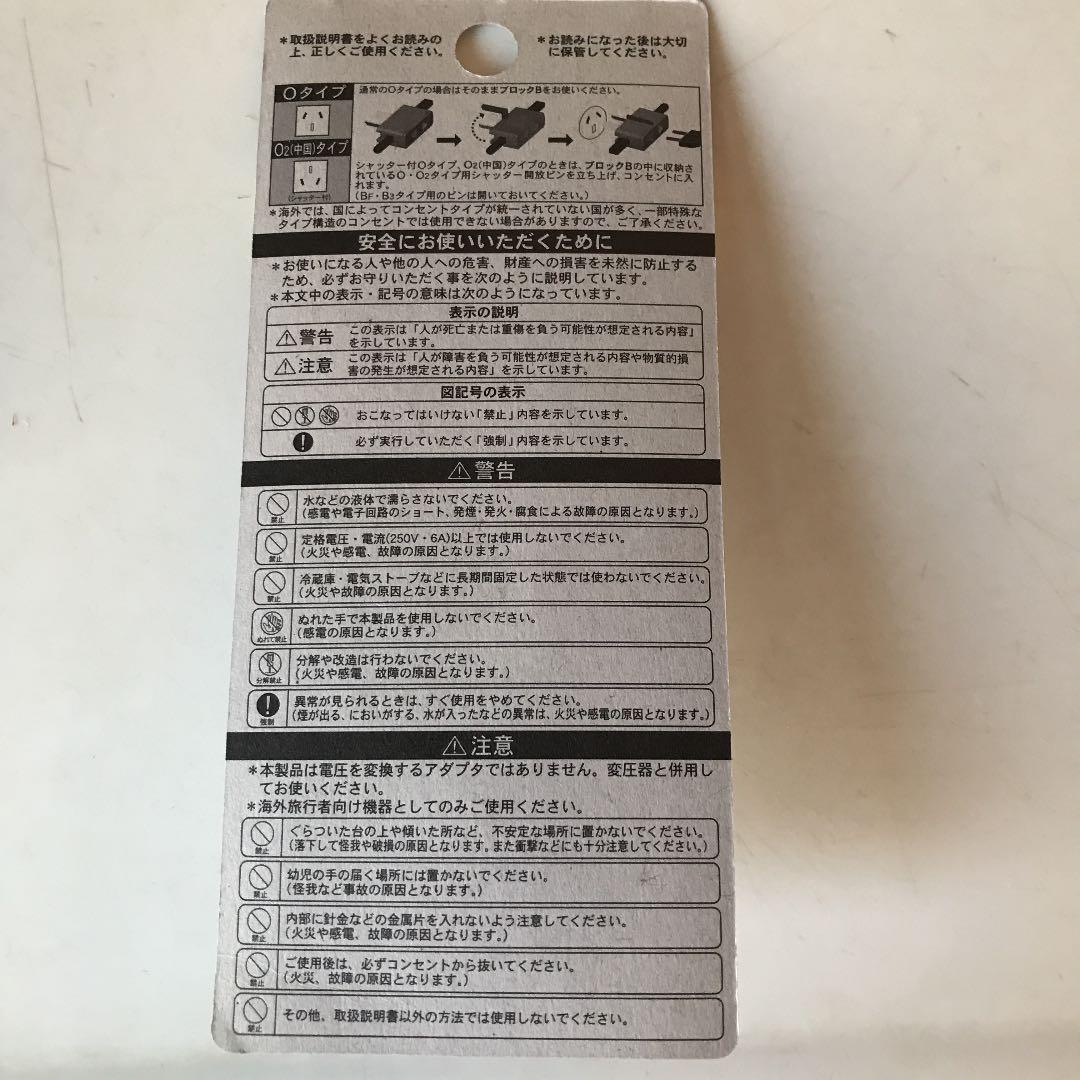 ＊取扱説明書をよくお読みの
上、正しくご使用ください。
＊お読みになった後は大切
に保管してください。
Oタイプ
通常のOタイプの場合はそのままブロックBをお使いください。
O2(中国)タイプ
(シャッター付)
シャッター付Oタイプ、O2(中国)タイプのときは、ブロックBの中に収納さ
れているO・O2タイプ用シャッター開放ピンを立ち上げ、コンセントに入
れます。
(BF・B3タイプ用のピンは開いておいてください。)
＊海外では、国によってコンセントタイプが統一されていない国が多く、一部特殊な
タイプ構造のコンセントでは使用できない場合がありますので、ご了承ください。
安全にお使いいただくために
＊お使いになる人や他の人への危害、財産への損害を未然に防止する
ため、必ずお守りいただく事を次のように説明しています。
＊本文中の表示・記号の意味は次のようになっています。
表示の説明
⚠警告 この表示は「人が死亡または重傷を負う可能性が想定される内容」
を示しています。
⚠注意 この表示は「人が障害を負う可能性が想定される内容や物質的損
害の発生が想定される内容」を示しています。
図記号の表示
おこなってはいけない「禁止」内容を示しています。
必ず実行していただく「強制」内容を示しています。
⚠警告
水などの液体で濡らさないでください。
(感電や電子回路のショート、発煙・発火・腐食による故障の原因となります。)
禁止
定格電圧・電流(250V・6A)以上では使用しないでください。
(火災や感電、故障の原因となります。)
禁止
冷蔵庫・電気ストーブなどに長期間固定した状態では使わないでください。
(火災や故障の原因となります。)
禁止
ぬれた手で本製品を使用しないでください。
(感電の原因となります。)
ぬれて禁止
分解や改造は行わないでください。
(火災や感電、故障の原因となります。)
分解禁止
異常が見られるときは、すぐ使用をやめてください。
(煙が出る、においがする、水が入ったなどの異常は、火災や感電の原因となります。)
強制
⚠注意
＊本製品は電圧を変換するアダプタではありません。変圧器と併用し
てお使いください。
＊海外旅行者向け機器としてのみご使用ください。
ぐらついた台の上や傾いた所など、不安定な場所に置かないでください。
(落下して怪我や破損の原因となります。また衝撃などにも十分注意してください。)
禁止
幼児の手の届く場所には置かないでください。
(怪我など事故の原因となります。)
禁止
内部に針金などの金属片を入れないよう注意してください。
(火災や感電、故障の原因となります。)
禁止
ご使用後は、必ずコンセントから抜いてください。
(火災、故障の原因となります。)
禁止
その他、取扱説明書以外の方法では使用しないでください。
禁止